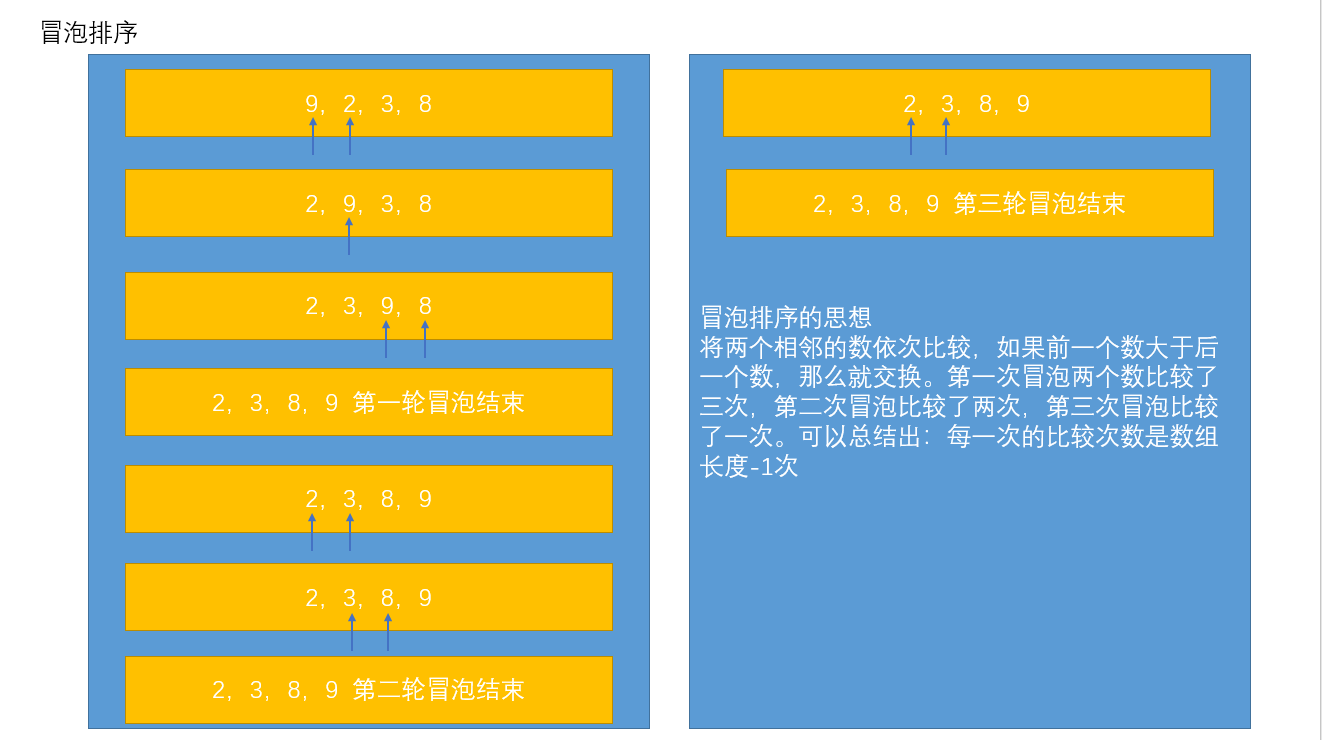 冒泡排序
9，2，3，8
2，9，3，8
2，3，9，8
2，3，8，9 第一轮冒泡结束
2，3，8，9
2，3，8，9
2，3，8，9 第二轮冒泡结束
2，3，8，9
2，3，8，9 第三轮冒泡结束
冒泡排序的思想
将两个相邻的数依次比较，如果前一个数大于后
一个数，那么就交换。第一次冒泡两个数比较了
三次，第二次冒泡比较了两次，第三次冒泡比较
了一次。可以总结出：每一次的比较次数是数组
长度-1次